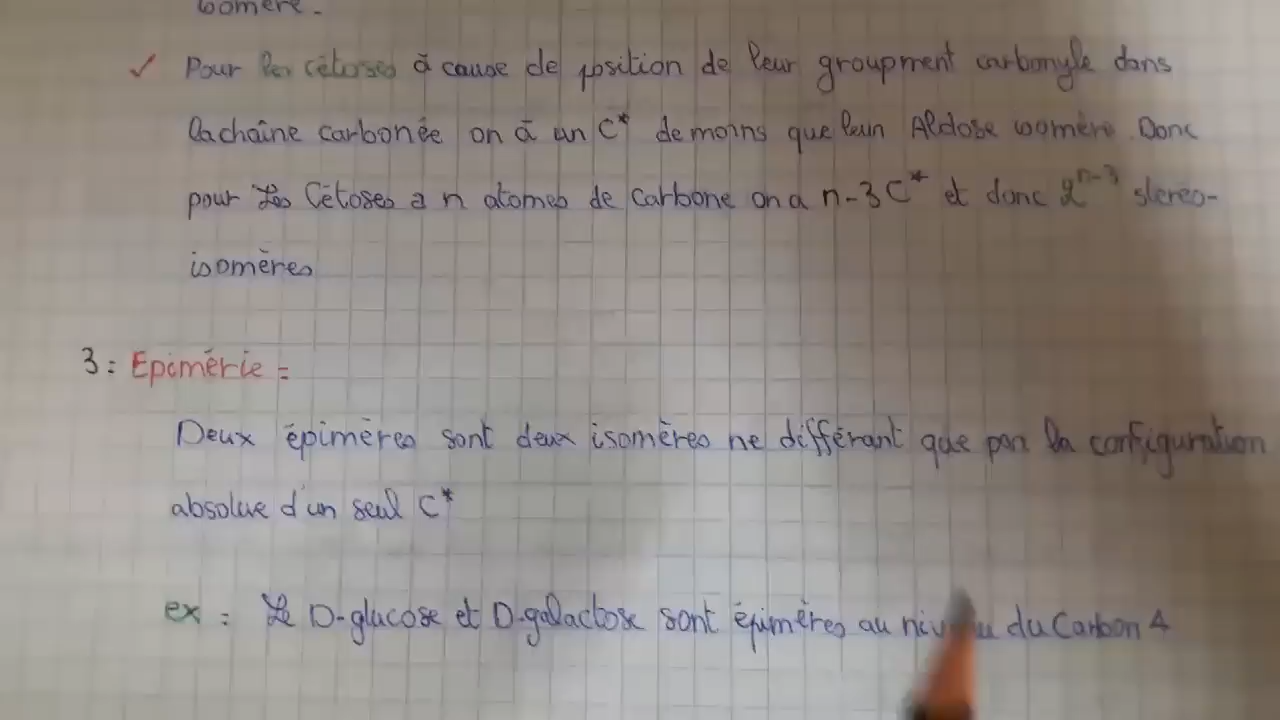 isomère.
✓ Pour les cétoses à cause de position de leur groupment carbonyle dans
la chaîne carbonée on à un C* de moins que leur Aldose isomère. Donc
pour Les Cétoses à n atomes de Carbone on a n-3 C* et donc 2ⁿ⁻³ stereo-
isomères
3: Epimérie =
Deux épimères sont deux isomères ne différant que par la configuration
absolue d'un seul C*
ex : Le D-glucose et D-galactose sont épimères au niveau du Carbon 4